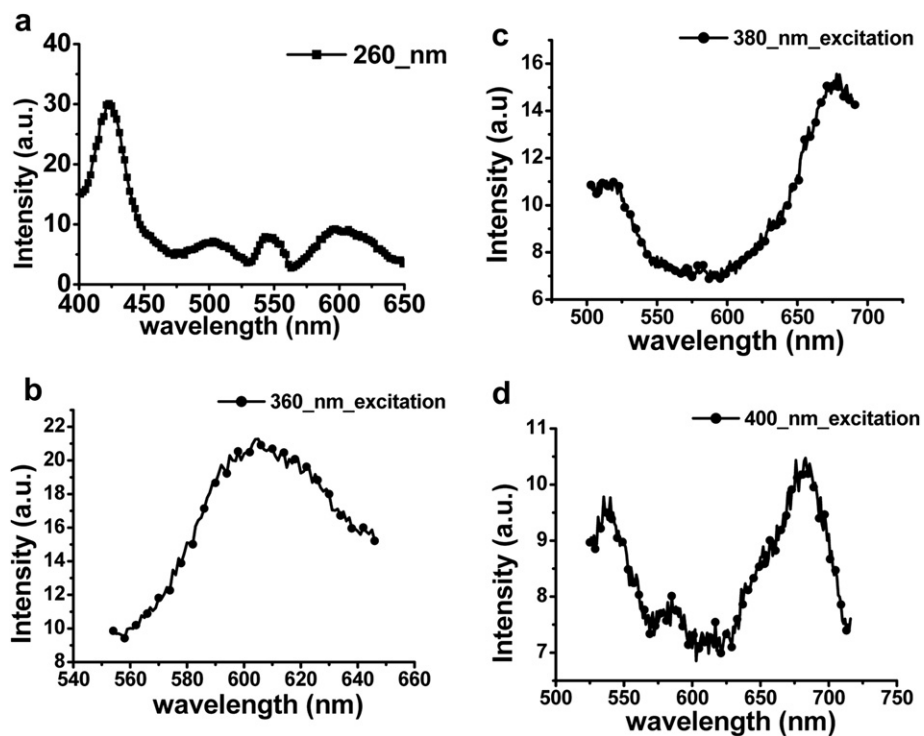 a
260_nm
40
30
20
10
0
400 450 500 550 600 650
Intensity (a.u.)
wavelength (nm)
c
380_nm_excitation
16
14
12
10
8
6
500 550 600 650 700
Intensity (a.u)
wavelength (nm)
b
360_nm_excitation
22
20
18
16
14
12
10
8
540 560 580 600 620 640 660
Intensity (a.u.)
wavelength (nm)
d
400_nm_excitation
11
10
9
8
7
500 550 600 650 700 750
Intensity (a.u.)
wavelength (nm)